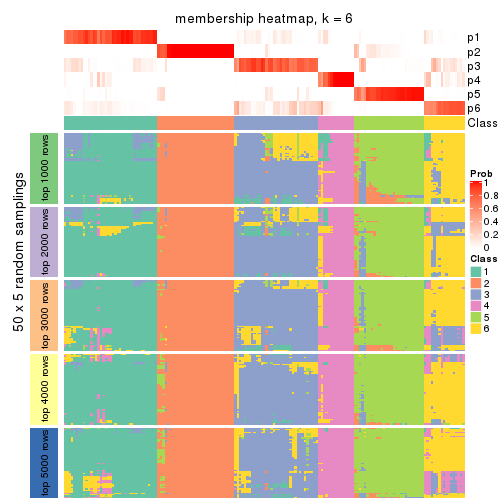 membership heatmap, k = 6
p1
p2
p3
p4
p5
p6
Class
50 x 5 random samplings
top 1000 rows
top 2000 rows
top 3000 rows
top 4000 rows
top 5000 rows
Prob
1
0.8
0.6
0.4
0.2
0
Class
1
2
3
4
5
6